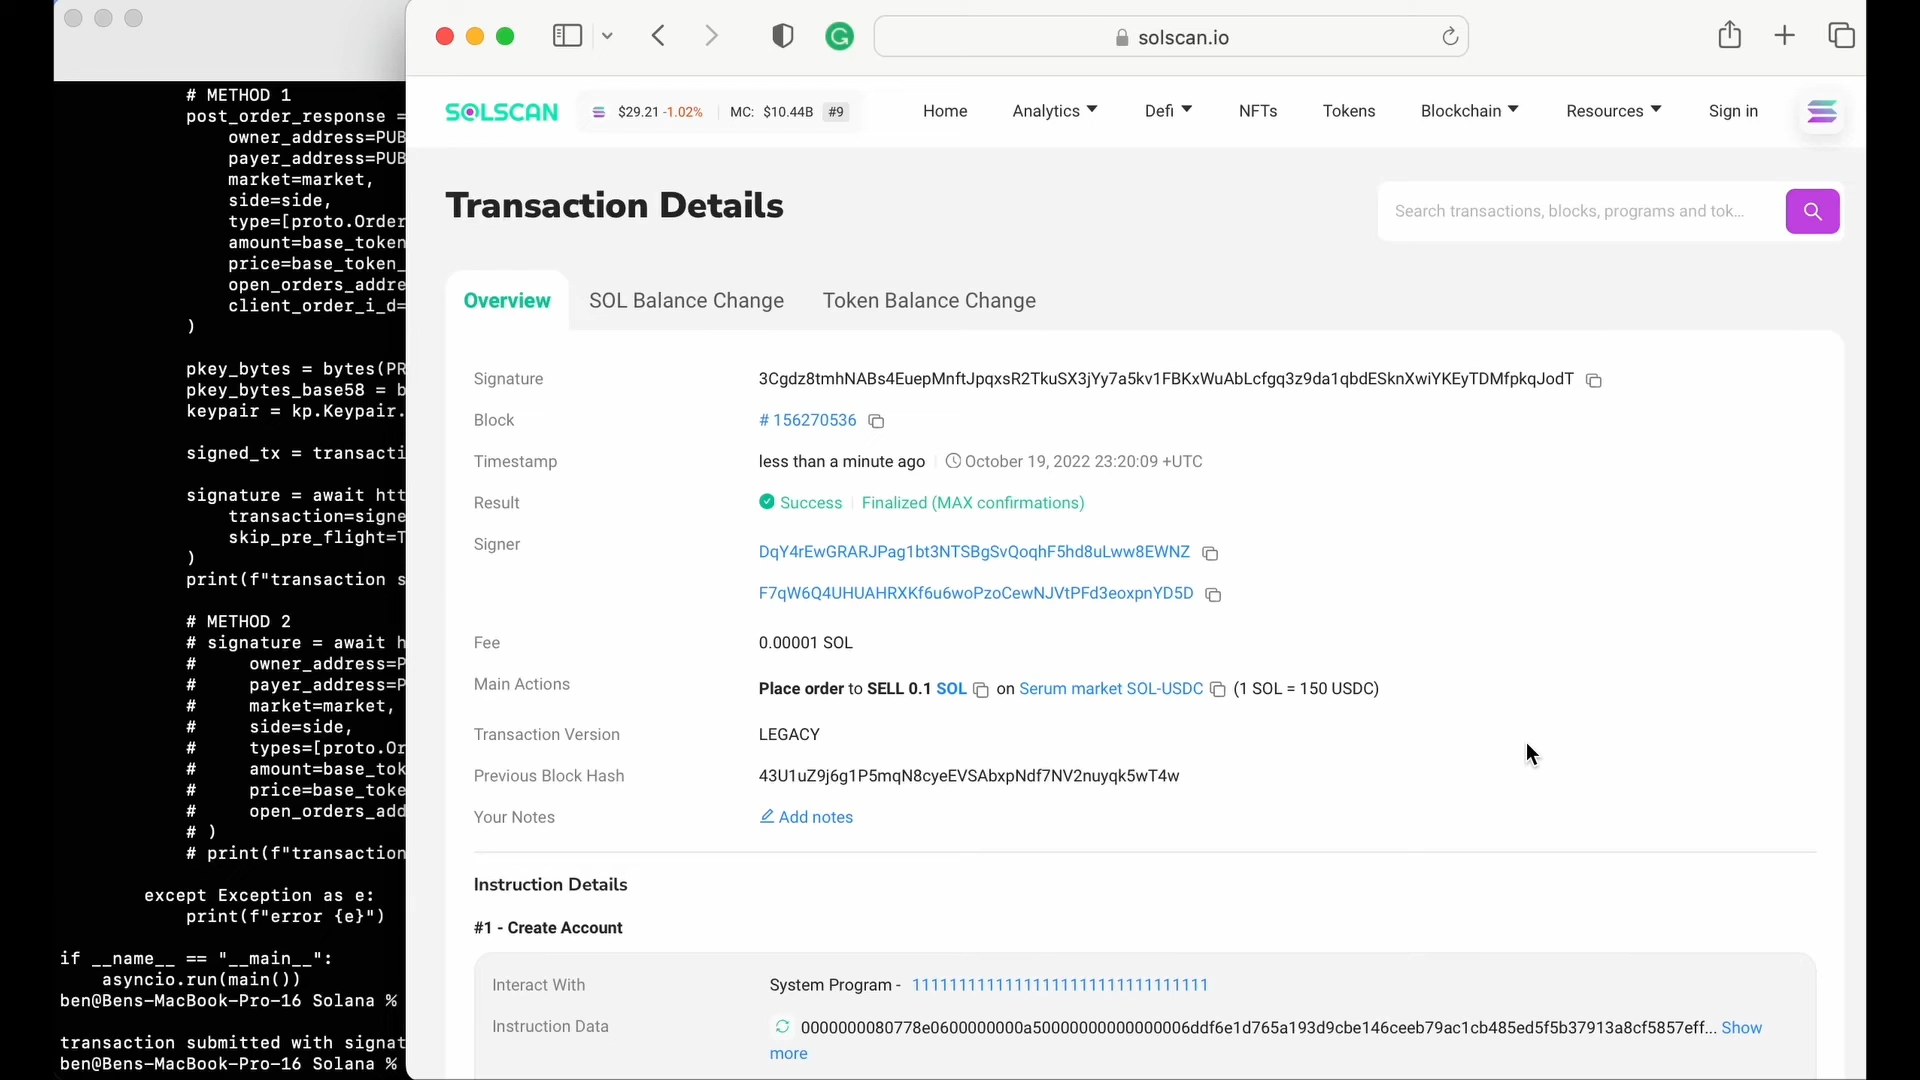 # METHOD 1
post_order_response =
owner_address=PUB
payer_address=PUB
market=market,
side=side,
type=[proto.Order
amount=base_token
price=base_token_
open_orders_addre
client_order_i_d=
)
pkey_bytes = bytes(PR
pkey_bytes_base58 = b
keypair = kp.Keypair.
signed_tx = transacti
signature = await htt
transaction=signe
skip_pre_flight=T
)
print(f"transaction s
# METHOD 2
# signature = await h
# owner_address=P
# payer_address=P
# market=market,
# side=side,
# types=[proto.Or
# amount=base_tok
# price=base_toke
# open_orders_add
# )
# print(f"transaction
except Exception as e:
print(f"error {e}")
if __name__ == "__main__":
asyncio.run(main())
ben@Bens-MacBook-Pro-16 Solana %
transaction submitted with signat
ben@Bens-MacBook-Pro-16 Solana %
solscan.io
SOLSCAN $29.21 -1.02% MC: $10.44B #9 Home Analytics Defi NFTs Tokens Blockchain Resources Sign in
Transaction Details
Search transactions, blocks, programs and tok...
Overview SOL Balance Change Token Balance Change
Signature 3Cgdz8tmhNABs4EuepMnftJpqxsR2TkuSX3jYy7a5kv1FBKxWuAbLcfgq3z9da1qbdESknXwiYKEyTDMfpkqJodT
Block # 156270536
Timestamp less than a minute ago October 19, 2022 23:20:09 +UTC
Result Success Finalized (MAX confirmations)
Signer DqY4rEwGRARJPag1bt3NTSBgSvQoqhF5hd8uLww8EWNZ
F7qW6Q4UHUAHRXKf6u6woPzoCewNJVtPFd3eoxpnYD5D
Fee 0.00001 SOL
Main Actions Place order to SELL 0.1 SOL on Serum market SOL-USDC (1 SOL = 150 USDC)
Transaction Version LEGACY
Previous Block Hash 43U1uZ9j6g1P5mqN8cyeEVSAbxpNdf7NV2nuyqk5wT4w
Your Notes Add notes
Instruction Details
#1 - Create Account
Interact With System Program - 11111111111111111111111111111111
Instruction Data 0000000080778e0600000000a50000000000000006ddf6e1d765a193d9cbe146ceeb79ac1cb485ed5f5b37913a8cf5857eff... Show
more